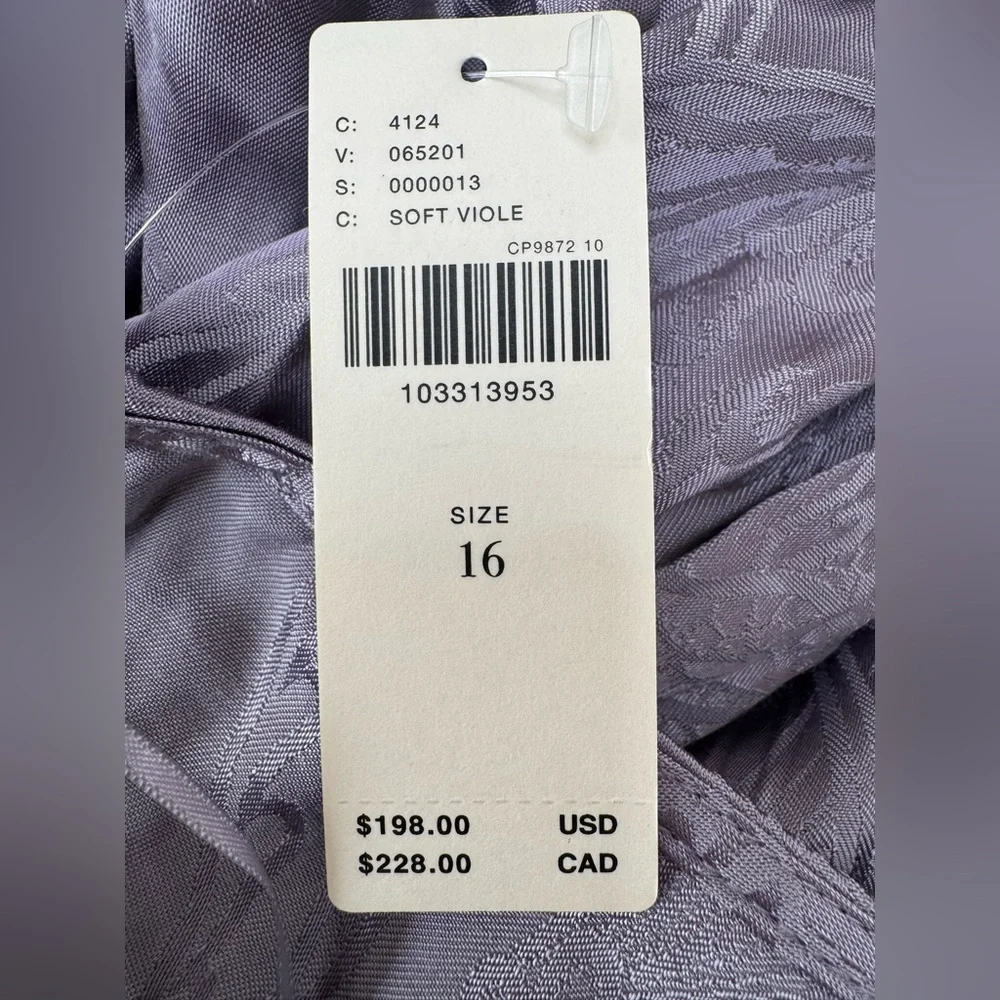 C: 4124
V: 065201
S: 0000013
C: SOFT VIOLE
CP9872 10
103313953
SIZE
16
$198.00 USD
$228.00 CAD